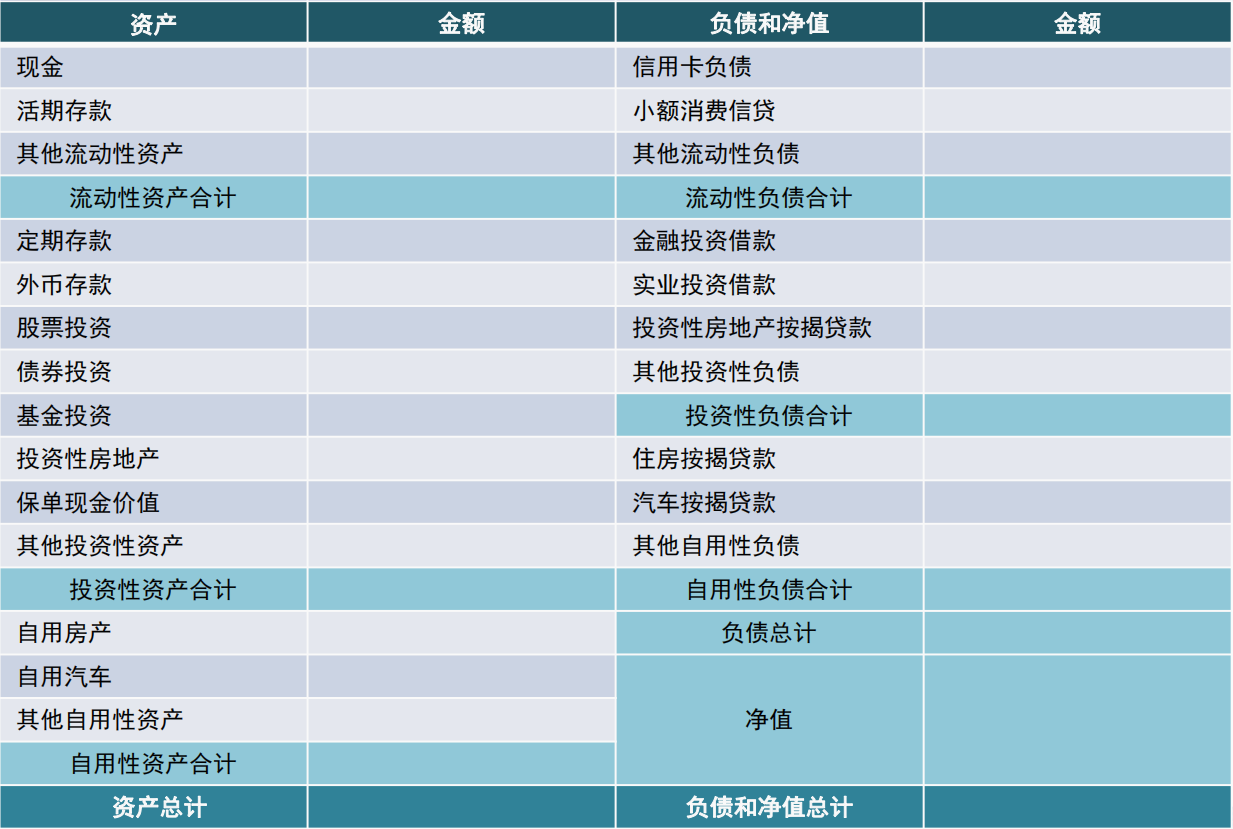 资产 金额 负债和净值 金额
现金 信用卡负债
活期存款 小额消费信贷
其他流动性资产 其他流动性负债
流动性资产合计 流动性负债合计
定期存款 金融投资借款
外币存款 实业投资借款
股票投资 投资性房地产按揭贷款
债券投资 其他投资性负债
基金投资 投资性负债合计
投资性房地产 住房按揭贷款
保单现金价值 汽车按揭贷款
其他投资性资产 其他自用性负债
投资性资产合计 自用性负债合计
自用房产 负债总计
自用汽车
其他自用性资产 净值
自用性资产合计
资产总计 负债和净值总计